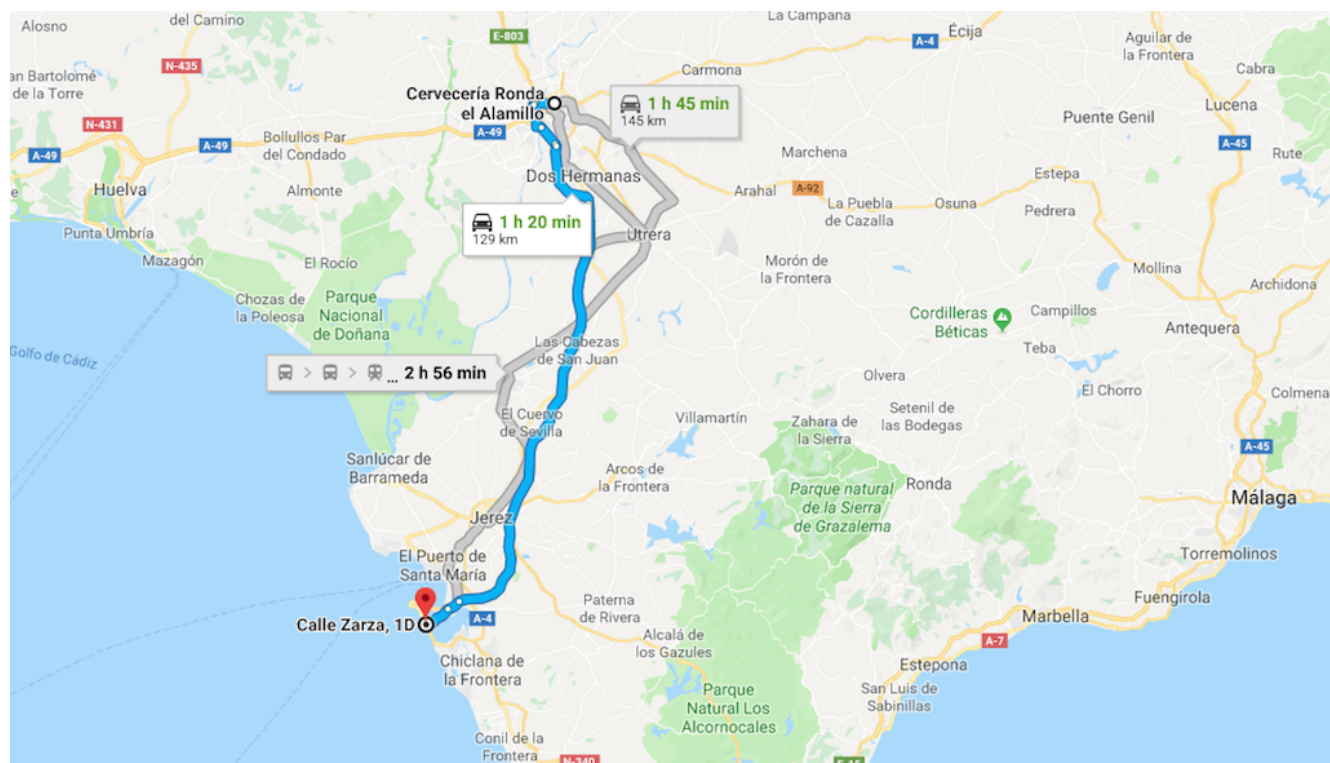 Alosno
del Camino
E-803
La Campana
Écija
A-4
Aguilar de
la Frontera
Cabra
N-435
an Bartolomé
de la Torre
Carmona
Cervecería Ronda
el Alamillo
1 h 45 min
145 km
Lucena
Puente Genil
N-431
A-49
Bollullos Par
del Condado
A-49
A-49
A-45
Rute
Marchena
Huelva
Almonte
Dos Hermanas
Arahal
A-92
La Puebla
de Cazalla
Osuna
Estepa
Pedrera
Punta Umbría
1 h 20 min
129 km
Utrera
Mazagón
El Rocío
Morón de
la Frontera
Mollina
Archidona
Chozas de
la Poleosa
Parque
Nacional
de Doñana
Cordilleras
Béticas
Campillos
Antequera
Golfo de Cádiz
Las Cabezas
de San Juan
Teba
... 2 h 56 min
Olvera
El Chorro
Colmena
El Cuervo
de Sevilla
Villamartín
Zahara de
la Sierra
Setenil de
las Bodegas
A-45
Sanlúcar de
Barrameda
Arcos de
la Frontera
Parque natural
de la Sierra
de Grazalema
Ronda
Málaga
Jerez
El Puerto de
Santa María
Torremolinos
Paterna
de Rivera
Fuengirola
Calle Zarza, 1D
A-4
Marbella
Alcalá de
los Gazules
A-7
Chiclana de
la Frontera
Estepona
Parque
Natural Los
Alcornocales
San Luis de
Sabinillas
Conil de la
Frontera
N-340
E-15